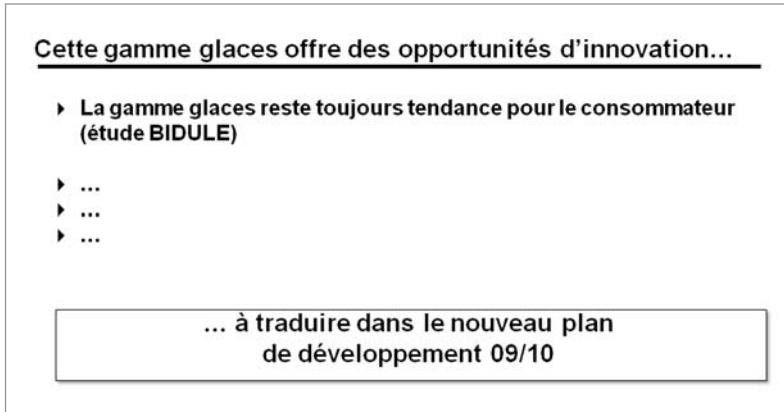 Cette gamme glaces offre des opportunités d'innovation...
La gamme glaces reste toujours tendance pour le consommateur
(étude BIDULE)
...
...
...
... à traduire dans le nouveau plan
de développement 09/10